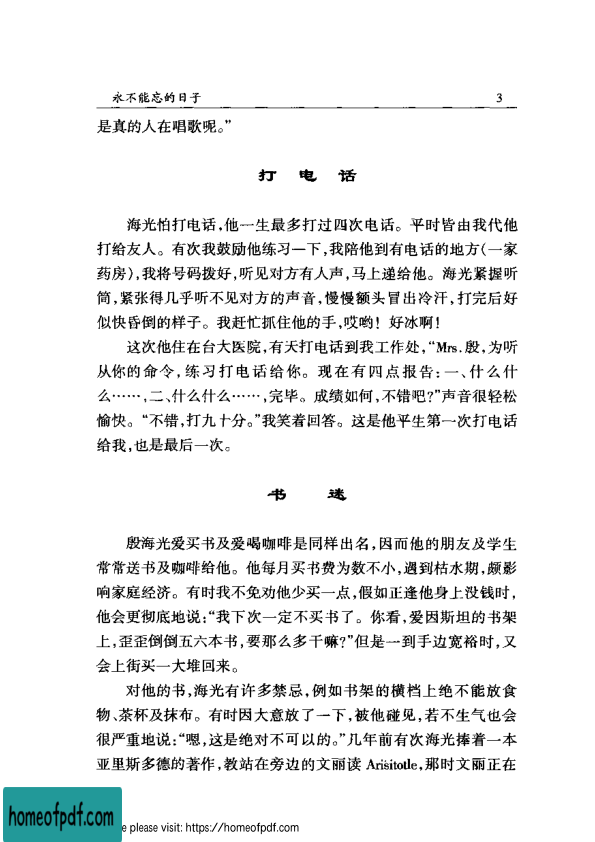 永不能忘的日子 3
是真的人在唱歌呢。”
打 电 话
海光怕打电话,他一生最多打过四次电话。平时皆由我代他
打给友人。有次我鼓励他练习一下,我陪他到有电话的地方(一家
药房),我将号码拨好,听见对方有人声,马上递给他。海光紧握听
筒,紧张得几乎听不见对方的声音,慢慢额头冒出冷汗,打完后好
似快昏倒的样子。我赶忙抓住他的手,哎哟!好冰啊!
这次他住在台大医院,有天打电话到我工作处,“Mrs.殷,为听
从你的命令,练习打电话给你。现在有四点报告:一、什么什
么……,二、什么什么……,完毕。成绩如何,不错吧?”声音很轻松
愉快。“不错,打九十分。”我笑着回答。这是他平生第一次打电话
给我,也是最后一次。
书 迷
殷海光爱买书及爱喝咖啡是同样出名,因而他的朋友及学生
常常送书及咖啡给他。他每月买书费为数不小,遇到枯水期,颇影
响家庭经济。有时我不免劝他少买一点,假如正逢他身上没钱时,
他会更彻底地说:“我下次一定不买书了。你看,爱因斯坦的书架
上,歪歪倒倒五六本书,要那么多干嘛?”但是一到手边宽裕时,又
会上街买一大堆回来。
对他的书,海光有许多禁忌,例如书架的横档上绝不能放食
物、茶杯及抹布。有时因大意放了一下,被他碰见,若不生气也会
很严重地说:“嗯,这是绝对不可以的。”几年前有次海光捧着一本
亚里斯多德的著作,教站在旁边的文丽读 Arisitotle,那时文丽正在
homeofpdf.com
e please visit: https://homeofpdf.com